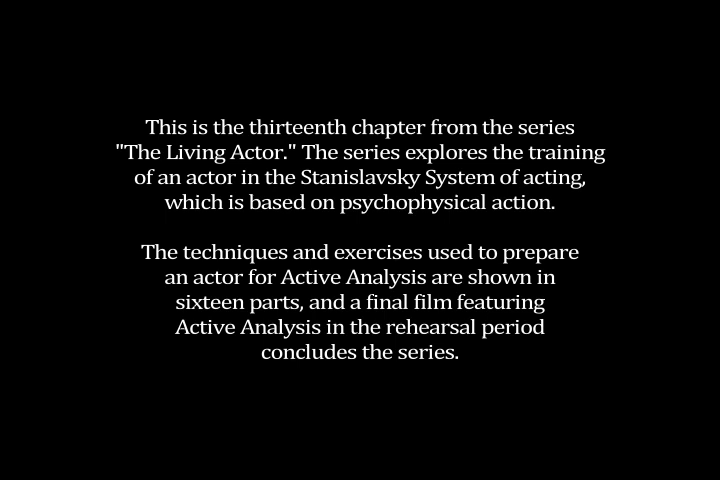 This is the thirteenth chapter from the series
"The Living Actor." The series explores the training
of an actor in the Stanislavsky System of acting,
which is based on psychophysical action.
The techniques and exercises used to prepare
an actor for Active Analysis are shown in
sixteen parts, and a final film featuring
Active Analysis in the rehearsal period
concludes the series.